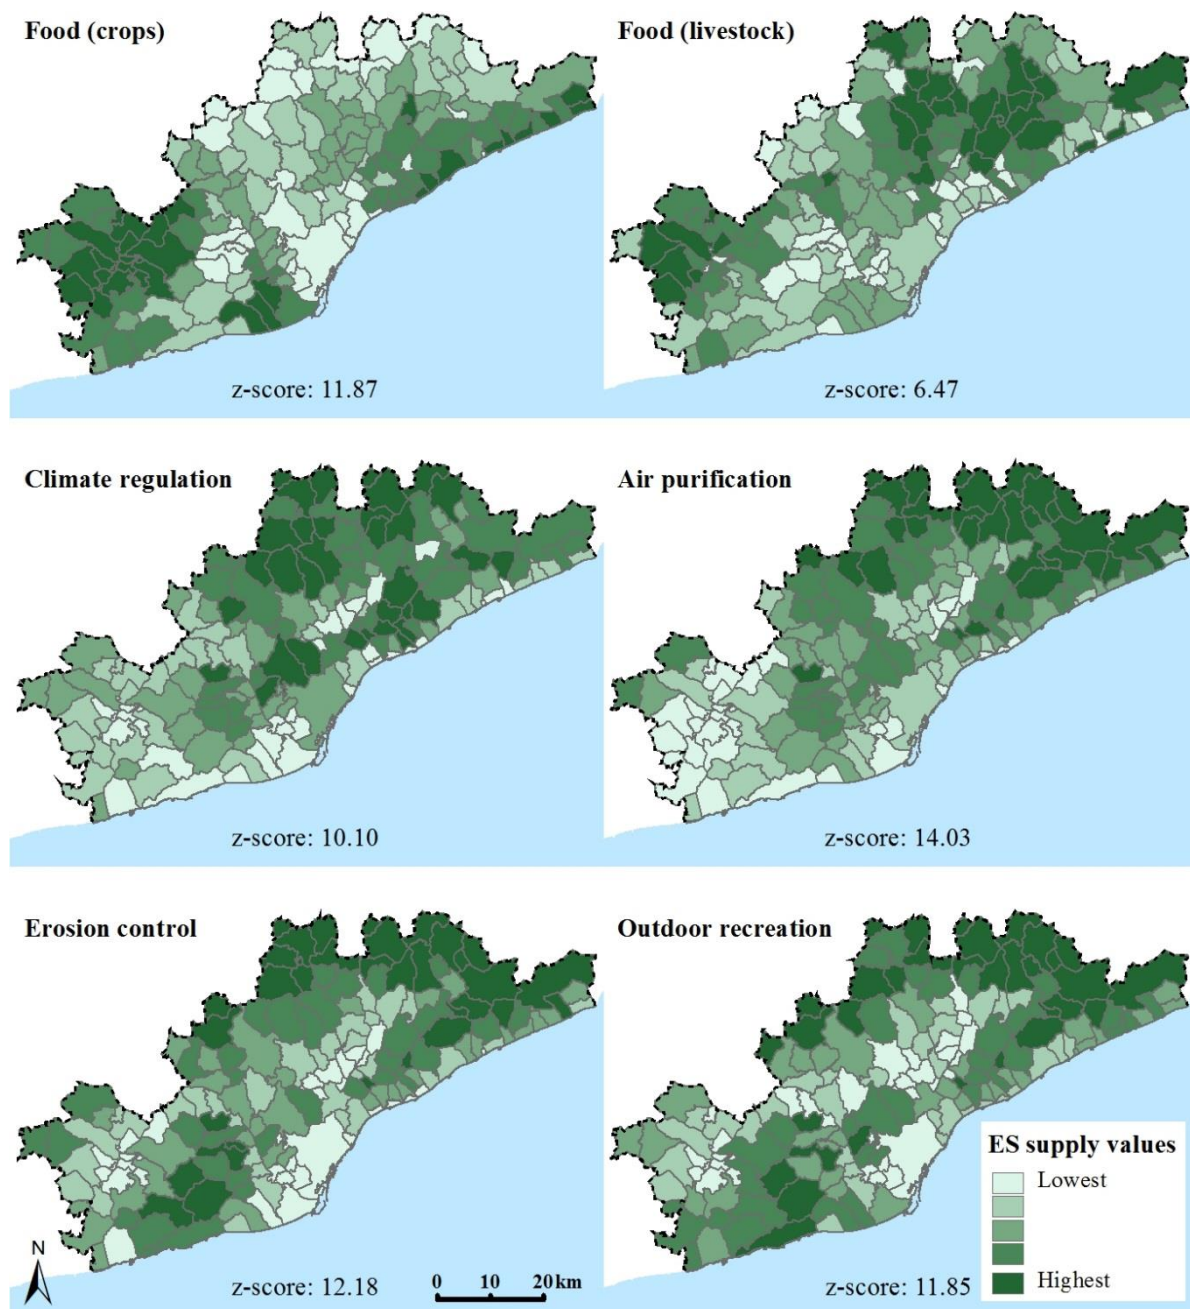 Food (crops)
z-score: 11.87
Food (livestock)
z-score: 6.47
Climate regulation
z-score: 10.10
Air purification
z-score: 14.03
Erosion control
N
z-score: 12.18
0 10 20 km
Outdoor recreation
z-score: 11.85
ES supply values
Lowest
Highest